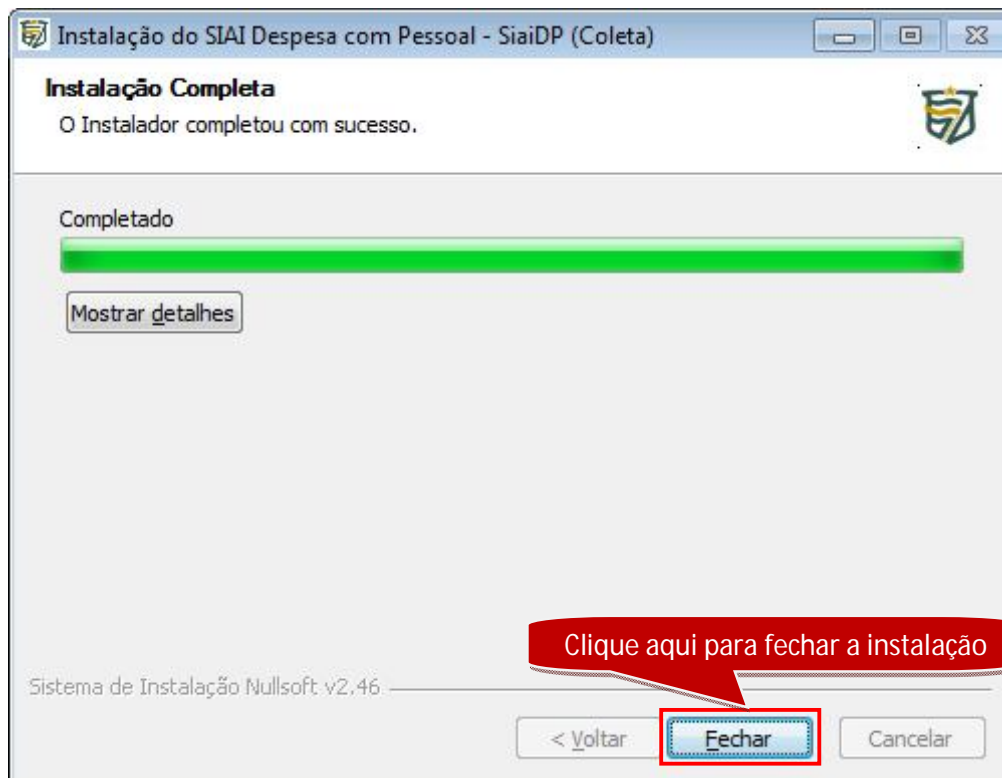 Instalação do SIAI Despesa com Pessoal - SiaiDP (Coleta)
Instalação Completa
O Instalador completou com sucesso.
Completado
Mostrar detalhes
Clique aqui para fechar a instalação
Sistema de Instalação Nullsoft v2.46
< Voltar
Fechar
Cancelar